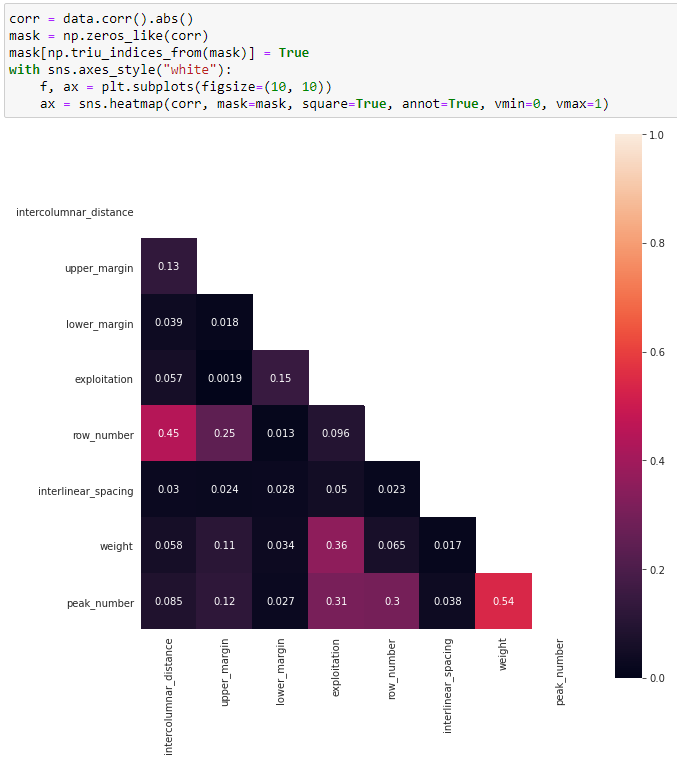 corr = data.corr().abs()
mask = np.zeros_like(corr)
mask[np.triu_indices_from(mask)] = True
with sns.axes_style("white"):
    f, ax = plt.subplots(figsize=(10, 10))
    ax = sns.heatmap(corr, mask=mask, square=True, annot=True, vmin=0, vmax=1)
intercolumnar_distance
upper_margin 0.13
lower_margin 0.039 0.018
exploitation 0.057 0.0019 0.15
row_number 0.45 0.25 0.013 0.096
interlinear_spacing 0.03 0.024 0.028 0.05 0.023
weight 0.058 0.11 0.034 0.36 0.065 0.017
peak_number 0.085 0.12 0.027 0.31 0.3 0.038 0.54
intercolumnar_distance
upper_margin
lower_margin
exploitation
row_number
interlinear_spacing
weight
peak_number
1.0
0.8
0.6
0.4
0.2
0.0